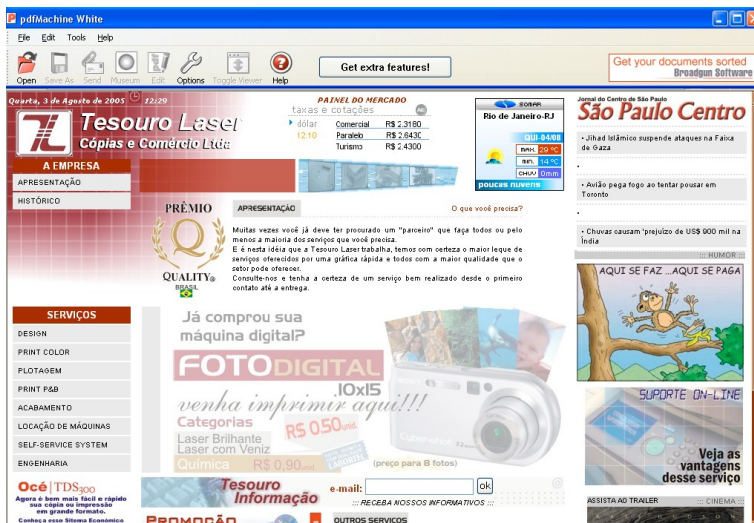 pdfMachine White
File Edit Tools Help
Open Save As Send Museum Edit Options Toggle Viewer Help
Get extra features!
Get your documents sorted
Broadgun Software
Quarta, 3 de Agosto de 2005 12:29
TL Tesouro Laser
Cópias e Comércio Ltda
PAINEL DO MERCADO
taxas e cotações
dólar Comercial R$ 2.3180
12:10 Paralelo R$ 2.6430
Turismo R$ 2.4300
SOMAR
Rio de Janeiro-RJ
QUI-04/08
MAX. 29 ºC
MIN. 14 ºC
CHUV 0mm
poucas nuvens
Jornal do Centro de São Paulo
São Paulo Centro
• Jihad Islâmico suspende ataques na Faixa
de Gaza
• Avião pega fogo ao tentar pousar em
Toronto
• Chuvas causam 'prejuízo de US$ 900 mil na
Índia
::: HUMOR :::
AQUI SE FAZ ...AQUI SE PAGA
A EMPRESA
APRESENTAÇÃO
HISTÓRICO
PRÊMIO
Q
QUALITY
BRASIL
APRESENTAÇÃO
O que você precisa?
Muitas vezes você já deve ter procurado um "parceiro" que faça todos ou pelo
menos a maioria dos serviços que você precisa.
E é nesta idéia que a Tesouro Laser trabalha, temos com certeza o maior leque de
serviços oferecidos por uma gráfica rápida e todos com a maior qualidade que o
setor pode oferecer.
Consulte-nos e tenha a certeza de um serviço bem realizado desde o primeiro
contato até a entrega.
SERVIÇOS
DESIGN
PRINT COLOR
PLOTAGEM
PRINT P&B
ACABAMENTO
LOCAÇÃO DE MÁQUINAS
SELF-SERVICE SYSTEM
ENGENHARIA
Já comprou sua
máquina digital?
FOTODIGITAL
10x15
venha imprimir aqui!!!
Categorias
Laser Brilhante
Laser com Veniz
R$ 0,50 unid.
Química R$ 0,90 unid.
(preço para 8 fotos)
Cyber-shot
SUPORTE ON-LINE
Veja as
vantagens
desse serviço
Océ | TDS300
Agora é bem mais fácil e rápido
sua cópia ou impressão
em grande formato.
Conheça esse Sistema Econômico
Tesouro
Informação
e-mail: ok
::: RECEBA NOSSOS INFORMATIVOS :::
ASSISTA AO TRAILER ::: CINEMA :::
PROMOÇÃO
OUTROS SERVIÇOS